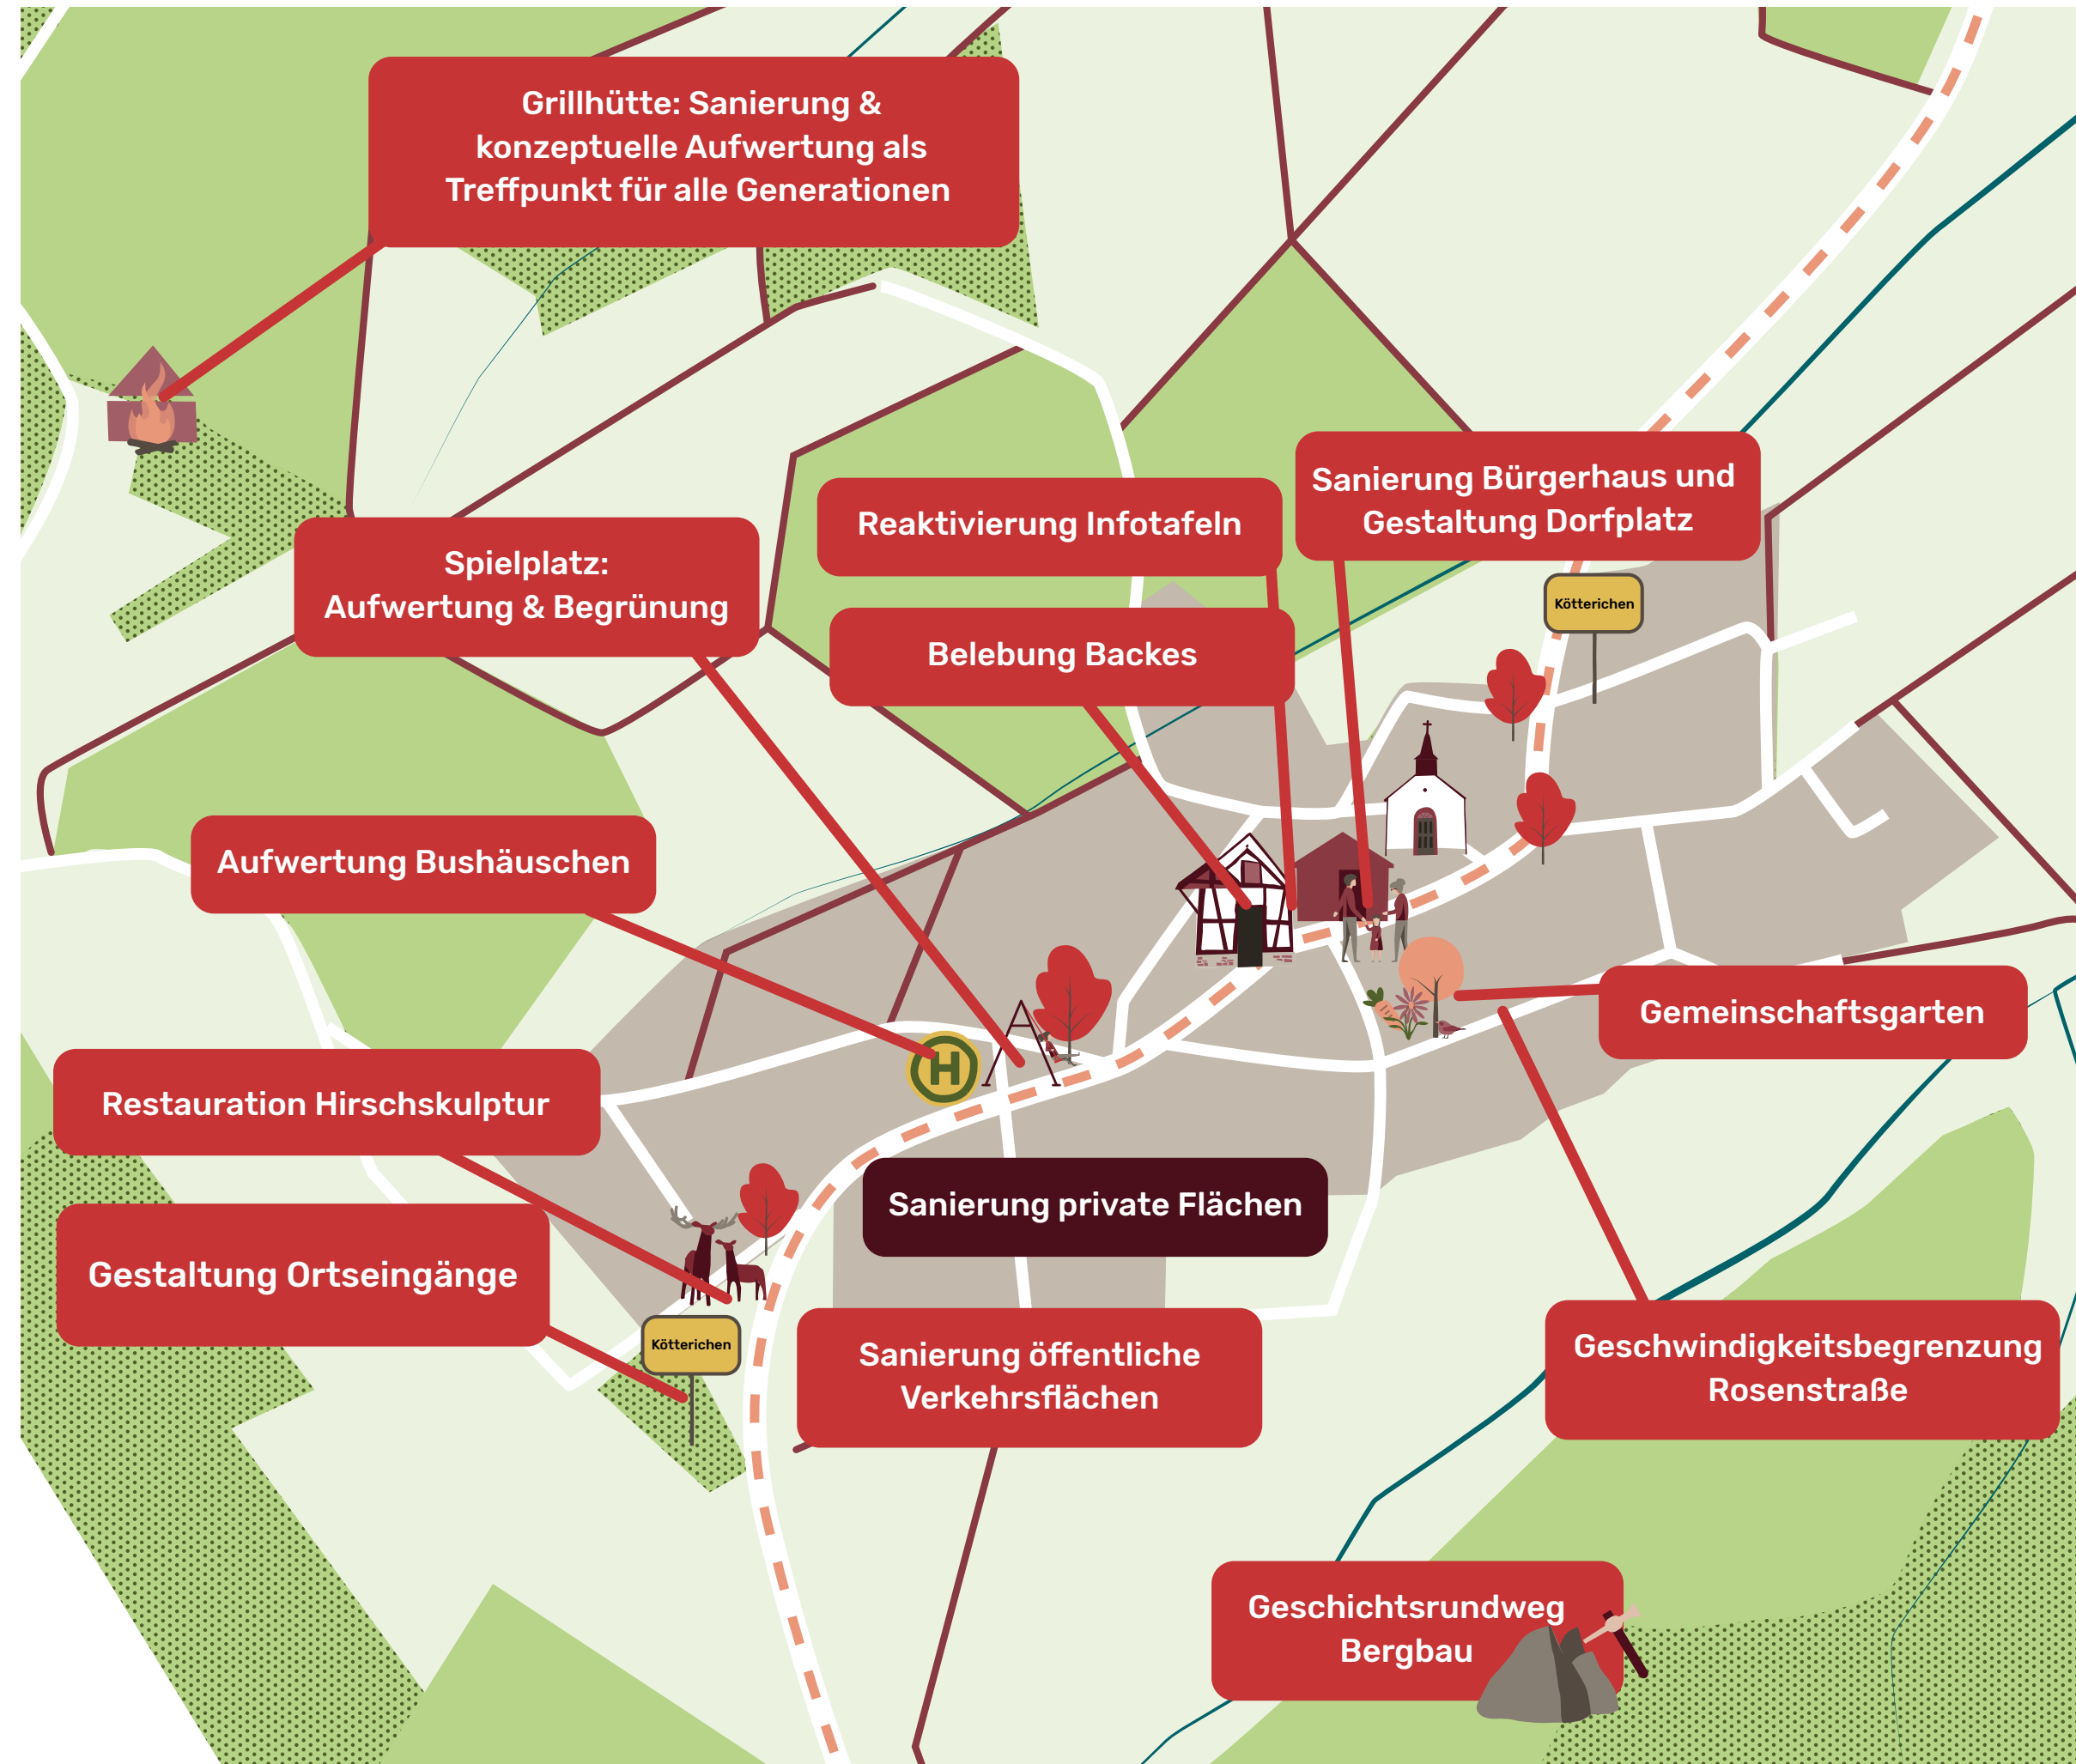 Grillhütte: Sanierung &
konzeptuelle Aufwertung als
Treffpunkt für alle Generationen
Sanierung Bürgerhaus und
Gestaltung Dorfplatz
Reaktivierung Infotafeln
Spielplatz:
Aufwertung & Begrünung
Kötterichen
Belebung Backes
Aufwertung Bushäuschen
Gemeinschaftsgarten
H
Restauration Hirschskulptur
Sanierung private Flächen
Gestaltung Ortseingänge
Kötterichen
Sanierung öffentliche
Verkehrsflächen
Geschwindigkeitsbegrenzung
Rosenstraße
Geschichtsrundweg
Bergbau